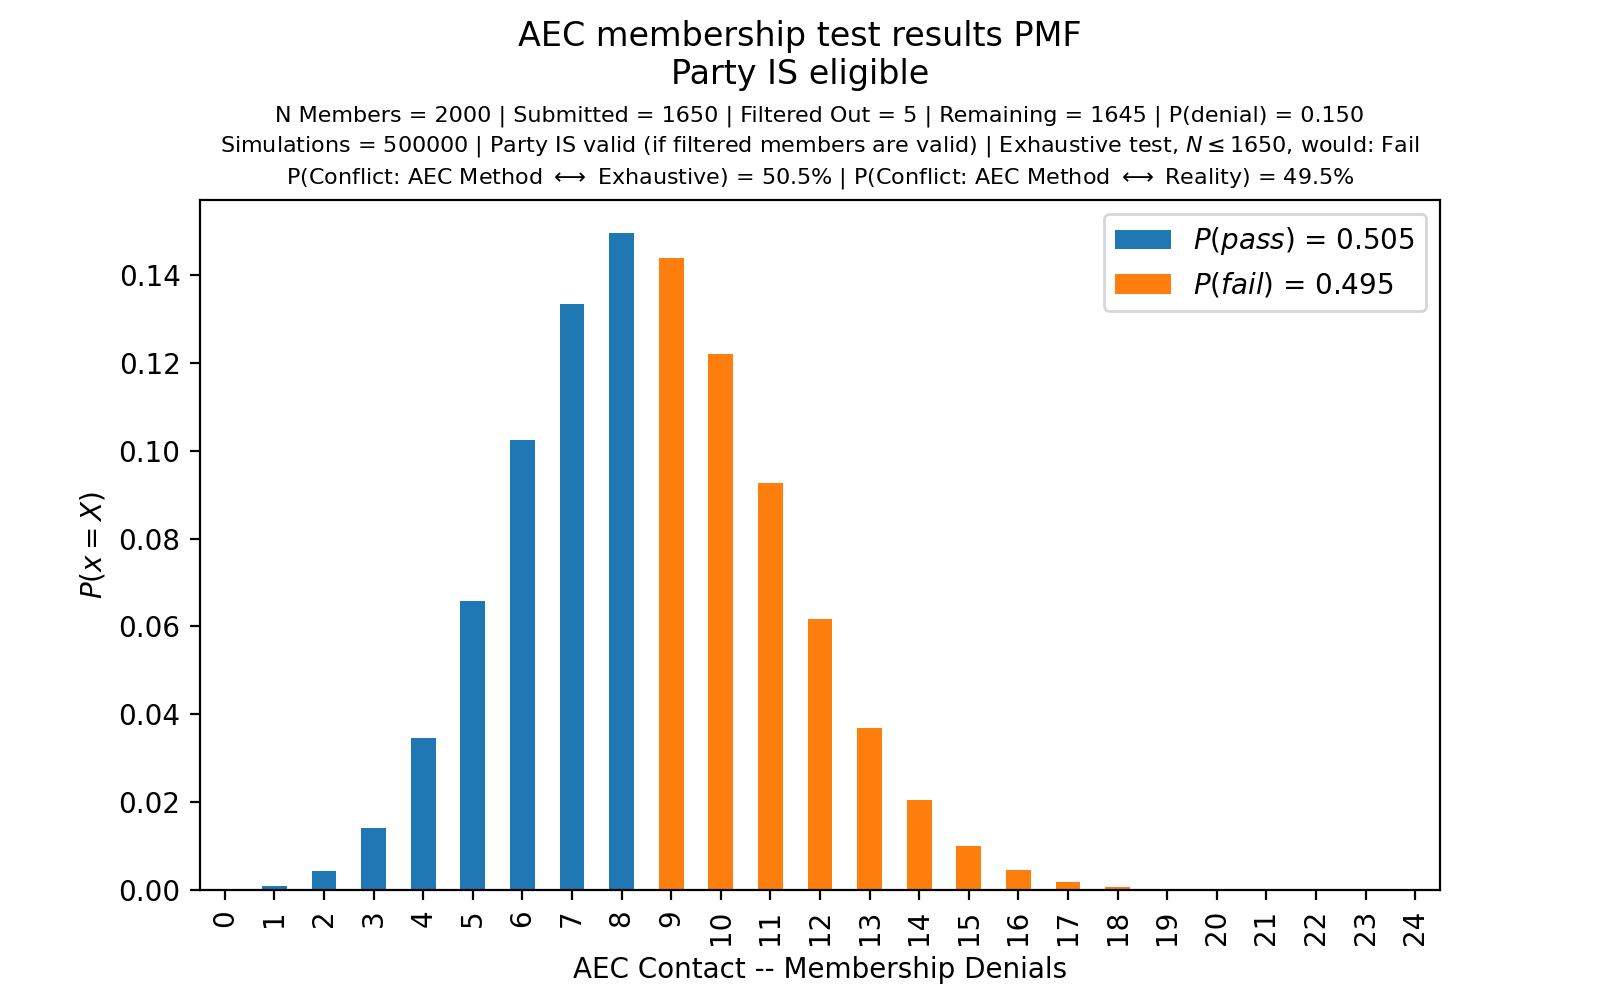 AEC membership test results PMF
Party IS eligible
N Members = 2000 | Submitted = 1650 | Filtered Out = 5 | Remaining = 1645 | P(denial) = 0.150
Simulations = 500000 | Party IS valid (if filtered members are valid) | Exhaustive test, N ≤ 1650, would: Fail
P(Conflict: AEC Method ⟷ Exhaustive) = 50.5% | P(Conflict: AEC Method ⟷ Reality) = 49.5%
P(pass) = 0.505
P(fail) = 0.495
0.14
0.12
0.10
0.08
0.06
0.04
0.02
0.00
P(x = X)
0 1 2 3 4 5 6 7 8 9 10 11 12 13 14 15 16 17 18 19 20 21 22 23 24
AEC Contact -- Membership Denials